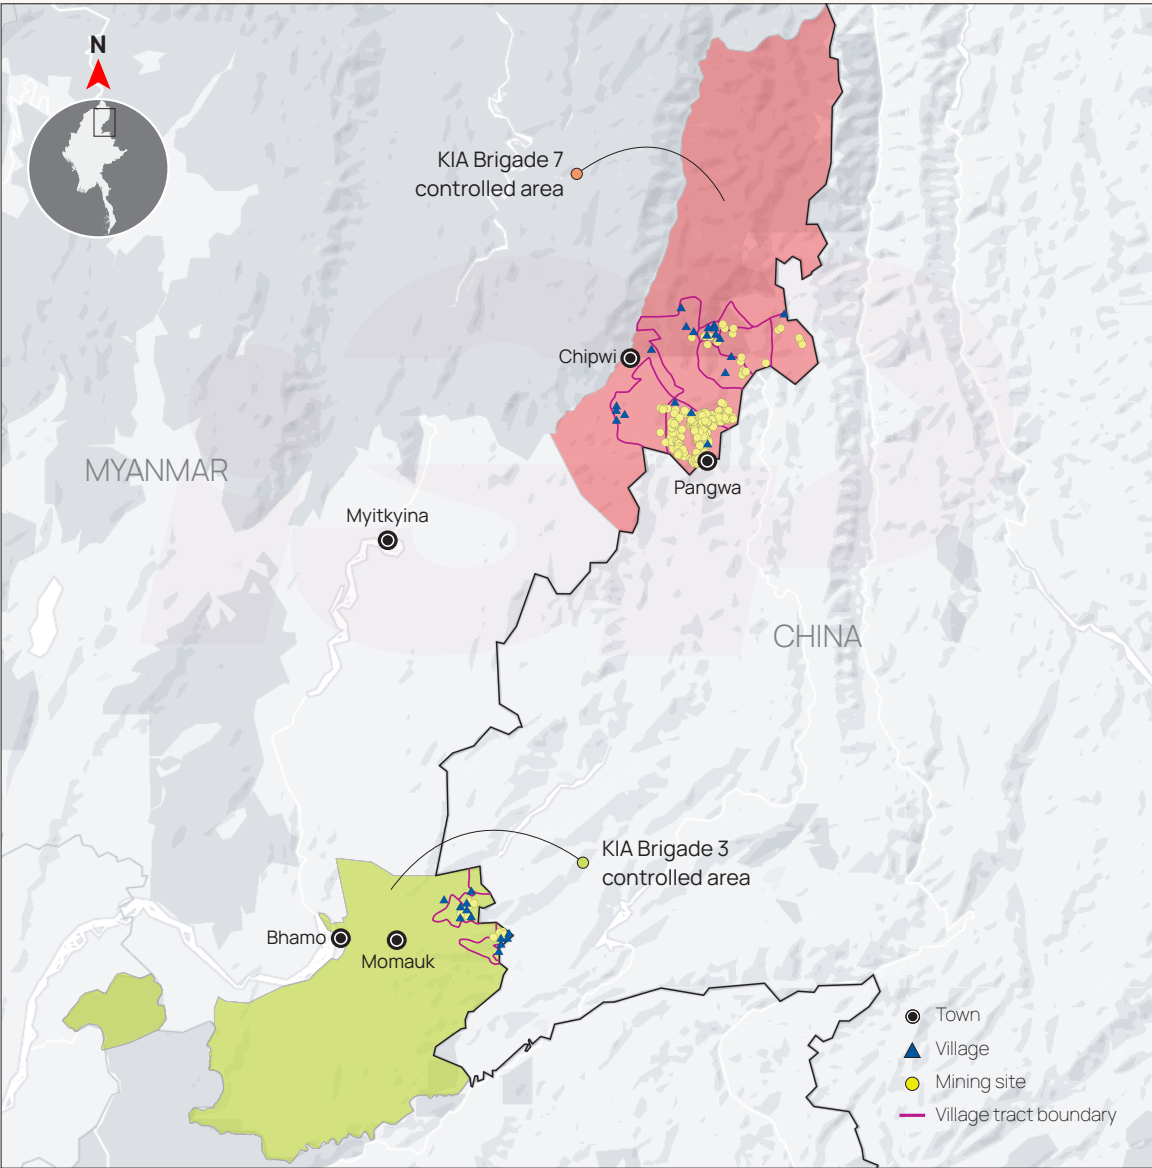 N
KIA Brigade 7
controlled area
Chipwi
MYANMAR
Pangwa
Myitkyina
CHINA
KIA Brigade 3
controlled area
Bhamo
Momauk
Town
Village
Mining site
Village tract boundary